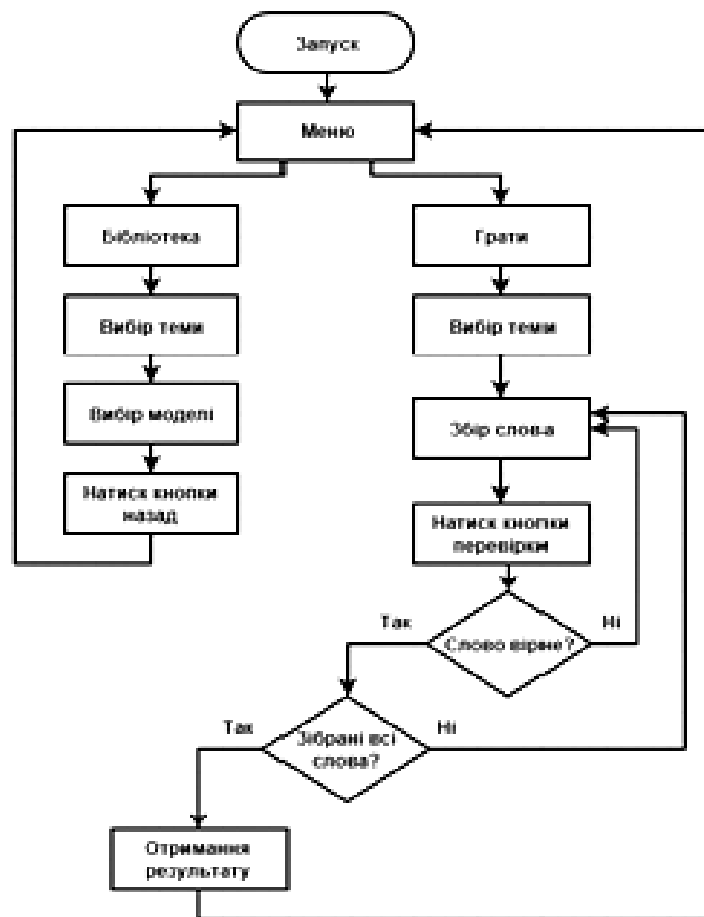 Запуск
Меню
Бібліотека
Грати
Вибір теми
Вибір теми
Вибір моделі
Збір слова
Натиск кнопки
назад
Натиск кнопки
перевірки
Так
Слово вірне?
Ні
Так
Зібрані всі
слова?
Ні
Отримання
результату